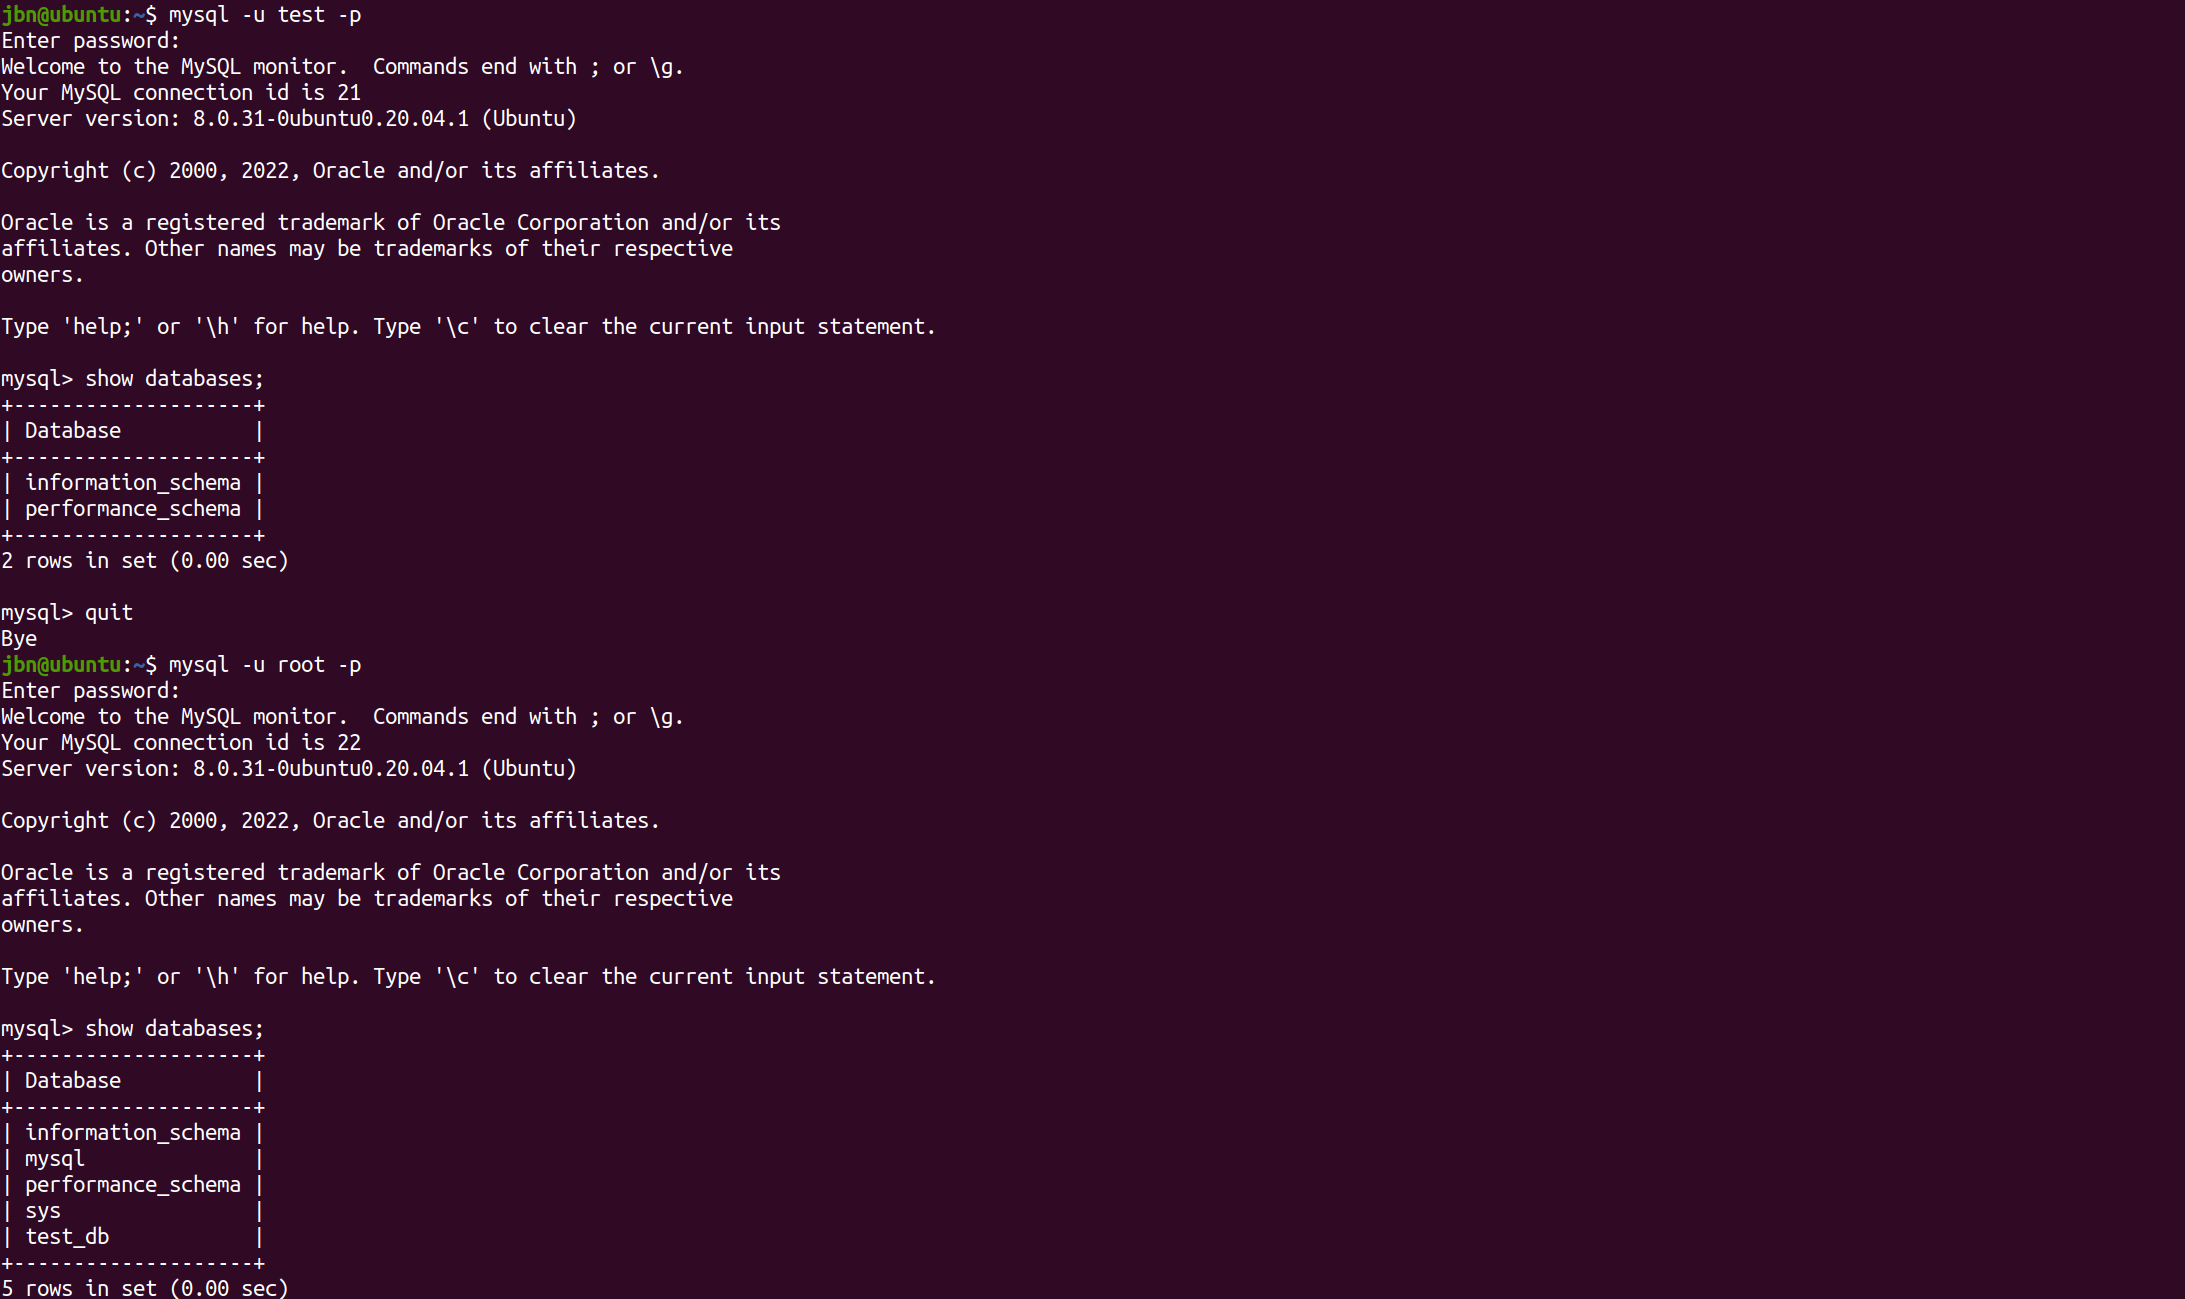 jbn@ubuntu:~$ mysql -u test -p
Enter password:
Welcome to the MySQL monitor.  Commands end with ; or \g.
Your MySQL connection id is 21
Server version: 8.0.31-0ubuntu0.20.04.1 (Ubuntu)

Copyright (c) 2000, 2022, Oracle and/or its affiliates.

Oracle is a registered trademark of Oracle Corporation and/or its
affiliates. Other names may be trademarks of their respective
owners.

Type 'help;' or '\h' for help. Type '\c' to clear the current input statement.

mysql> show databases;
+--------------------+
| Database           |
+--------------------+
| information_schema |
| performance_schema |
+--------------------+
2 rows in set (0.00 sec)

mysql> quit
Bye
jbn@ubuntu:~$ mysql -u root -p
Enter password:
Welcome to the MySQL monitor.  Commands end with ; or \g.
Your MySQL connection id is 22
Server version: 8.0.31-0ubuntu0.20.04.1 (Ubuntu)

Copyright (c) 2000, 2022, Oracle and/or its affiliates.

Oracle is a registered trademark of Oracle Corporation and/or its
affiliates. Other names may be trademarks of their respective
owners.

Type 'help;' or '\h' for help. Type '\c' to clear the current input statement.

mysql> show databases;
+--------------------+
| Database           |
+--------------------+
| information_schema |
| mysql              |
| performance_schema |
| sys                |
| test_db            |
+--------------------+
5 rows in set (0.00 sec)